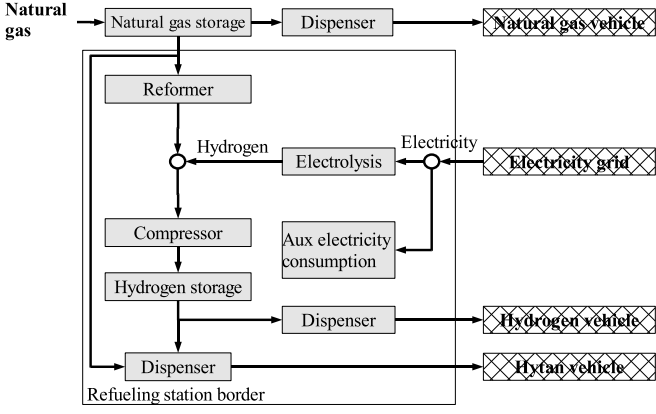 Natural
gas
Natural gas storage
Dispenser
Natural gas vehicle
Reformer
Hydrogen
Electrolysis
Electricity
Electricity grid
Compressor
Aux electricity
consumption
Hydrogen storage
Dispenser
Hydrogen vehicle
Dispenser
Hytan vehicle
Refueling station border